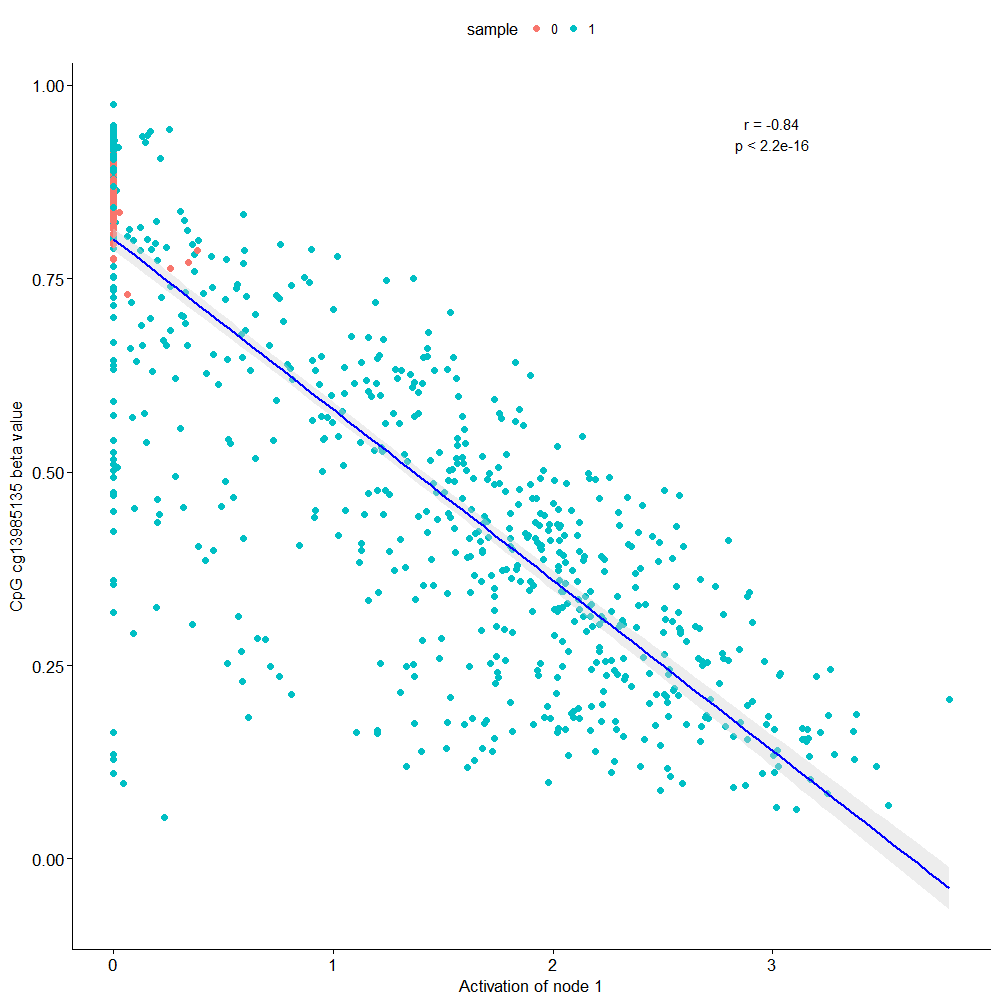 sample 0 1
1.00
r = -0.84
p < 2.2e-16
0.75
0.50
0.25
0.00
CpG cg13985135 beta value
0 1 2 3
Activation of node 1